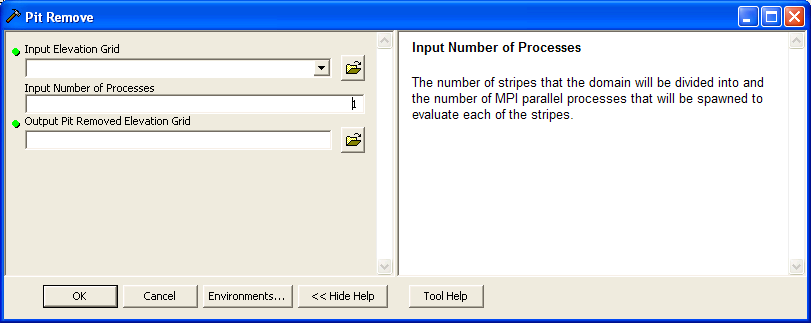 Pit Remove
Input Elevation Grid
Input Number of Processes
1
Output Pit Removed Elevation Grid
Input Number of Processes
The number of stripes that the domain will be divided into and
the number of MPI parallel processes that will be spawned to
evaluate each of the stripes.
OK
Cancel
Environments...
<< Hide Help
Tool Help